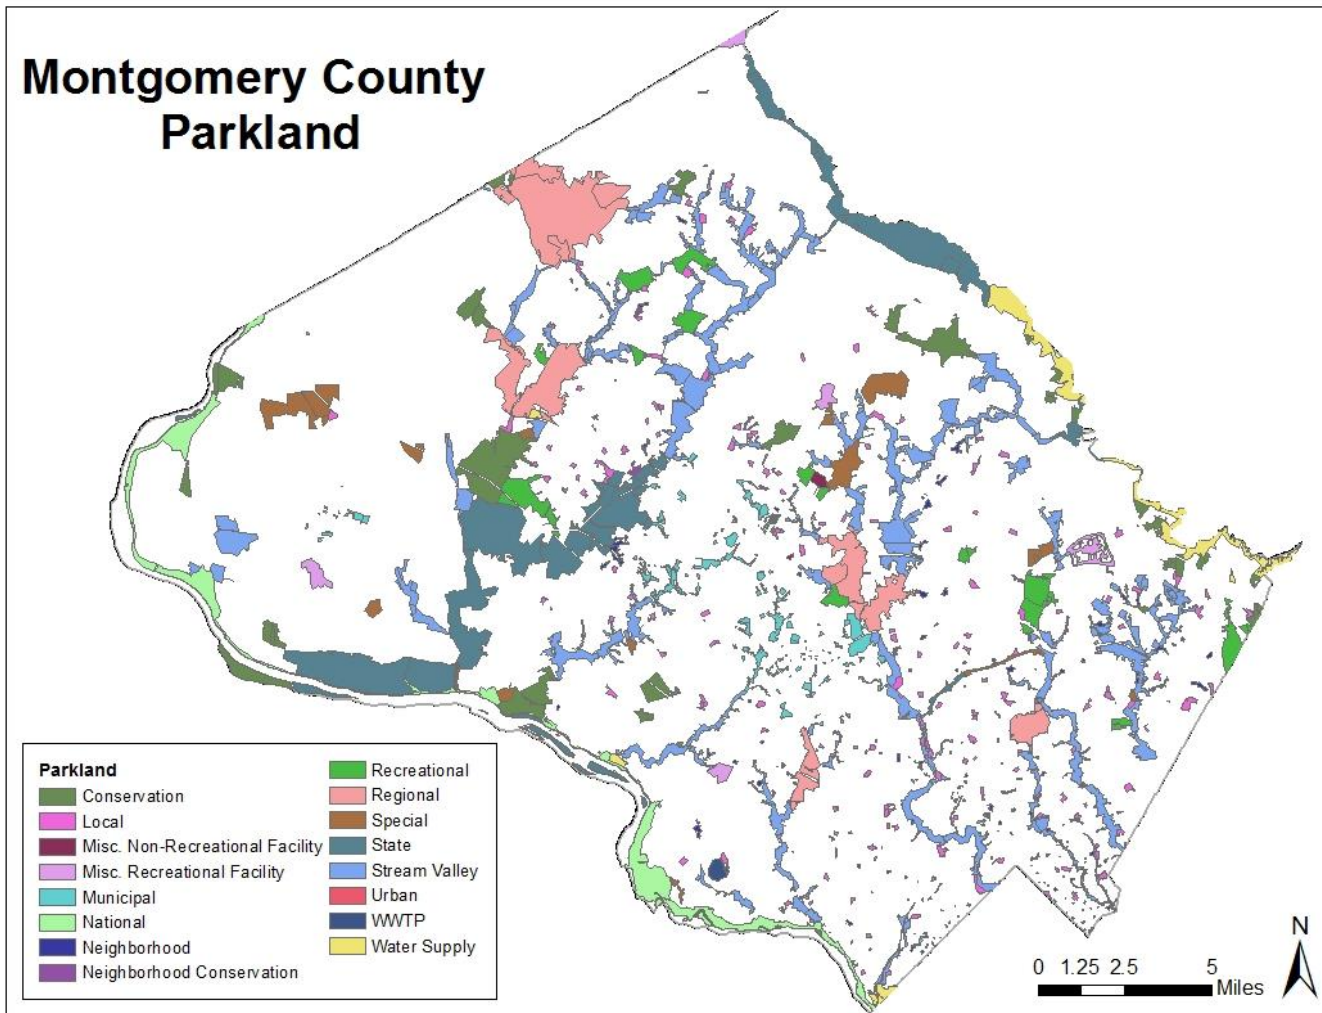 Montgomery County
Parkland
Parkland
Conservation
Local
Misc. Non-Recreational Facility
Misc. Recreational Facility
Municipal
National
Neighborhood
Neighborhood Conservation
Recreational
Regional
Special
State
Stream Valley
Urban
WWTP
Water Supply
N
0 1.25 2.5 5
Miles